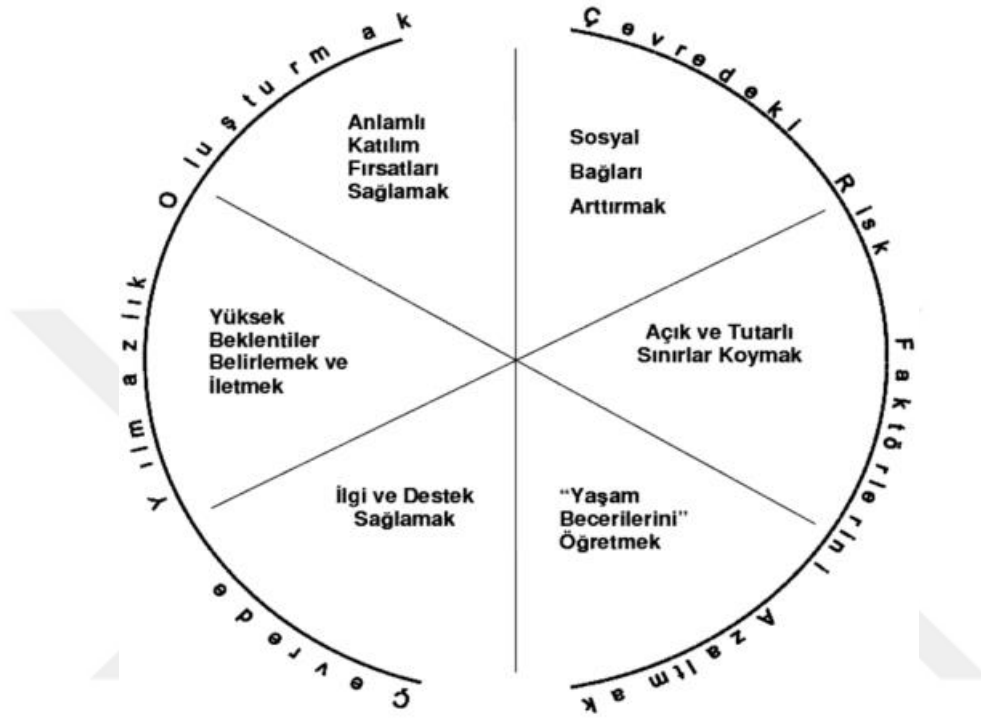 Çevrede Yılmazlık Oluşturmak
Çevredeki Risk Faktörlerini Azaltmak
Anlamlı
Katılım
Fırsatları
Sağlamak
Sosyal
Bağları
Arttırmak
Yüksek
Beklentiler
Belirlemek ve
İletmek
Açık ve Tutarlı
Sınırlar Koymak
İlgi ve Destek
Sağlamak
“Yaşam
Becerilerini”
Öğretmek